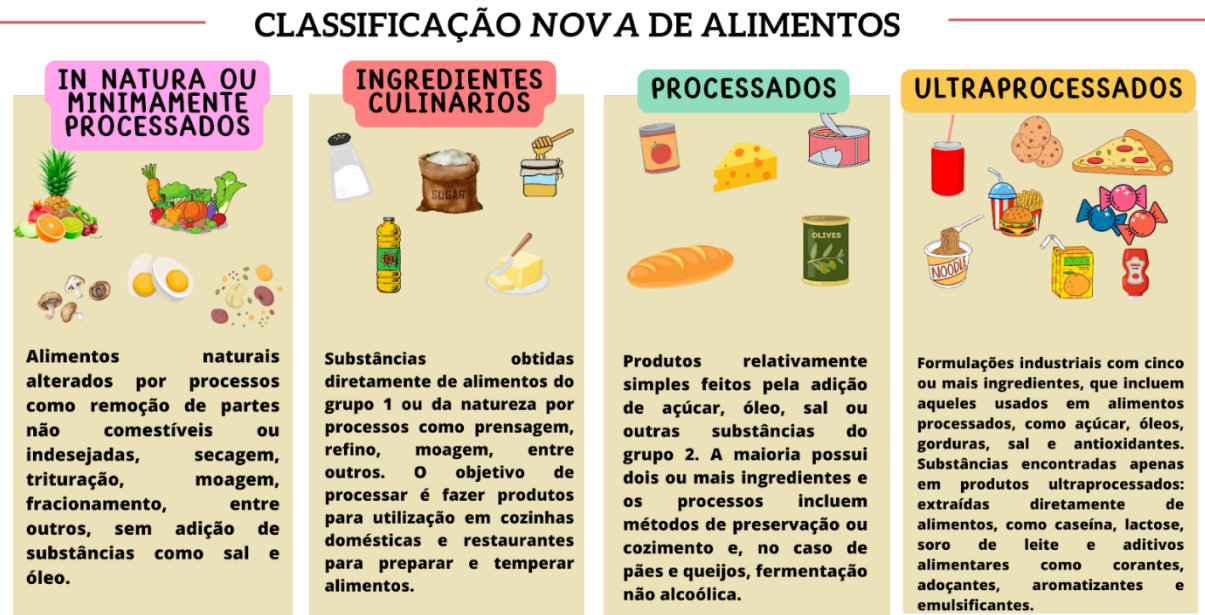 CLASSIFICAÇÃO NOVA DE ALIMENTOS
IN NATURA OU
MINIMAMENTE
PROCESSADOS
Alimentos naturais
alterados por processos
como remoção de partes
não comestíveis ou
indesejadas, secagem,
trituração, moagem,
fracionamento, entre
outros, sem adição de
substâncias como sal e
óleo.
INGREDIENTES
CULINÁRIOS
SUGAR
Substâncias obtidas
diretamente de alimentos do
grupo 1 ou da natureza por
processos como prensagem,
refino, moagem, entre
outros. O objetivo de
processar é fazer produtos
para utilização em cozinhas
domésticas e restaurantes
para preparar e temperar
alimentos.
PROCESSADOS
OLIVES
Produtos relativamente
simples feitos pela adição
de açúcar, óleo, sal ou
outras substâncias do
grupo 2. A maioria possui
dois ou mais ingredientes e
os processos incluem
métodos de preservação ou
cozimento e, no caso de
pães e queijos, fermentação
não alcoólica.
ULTRAPROCESSADOS
NOODLE
JUICE
Formulações industriais com cinco
ou mais ingredientes, que incluem
aqueles usados em alimentos
processados, como açúcar, óleos,
gorduras, sal e antioxidantes.
Substâncias encontradas apenas
em produtos ultraprocessados:
extraídas diretamente de
alimentos, como caseína, lactose,
soro de leite e aditivos
alimentares como corantes,
adoçantes, aromatizantes e
emulsificantes.